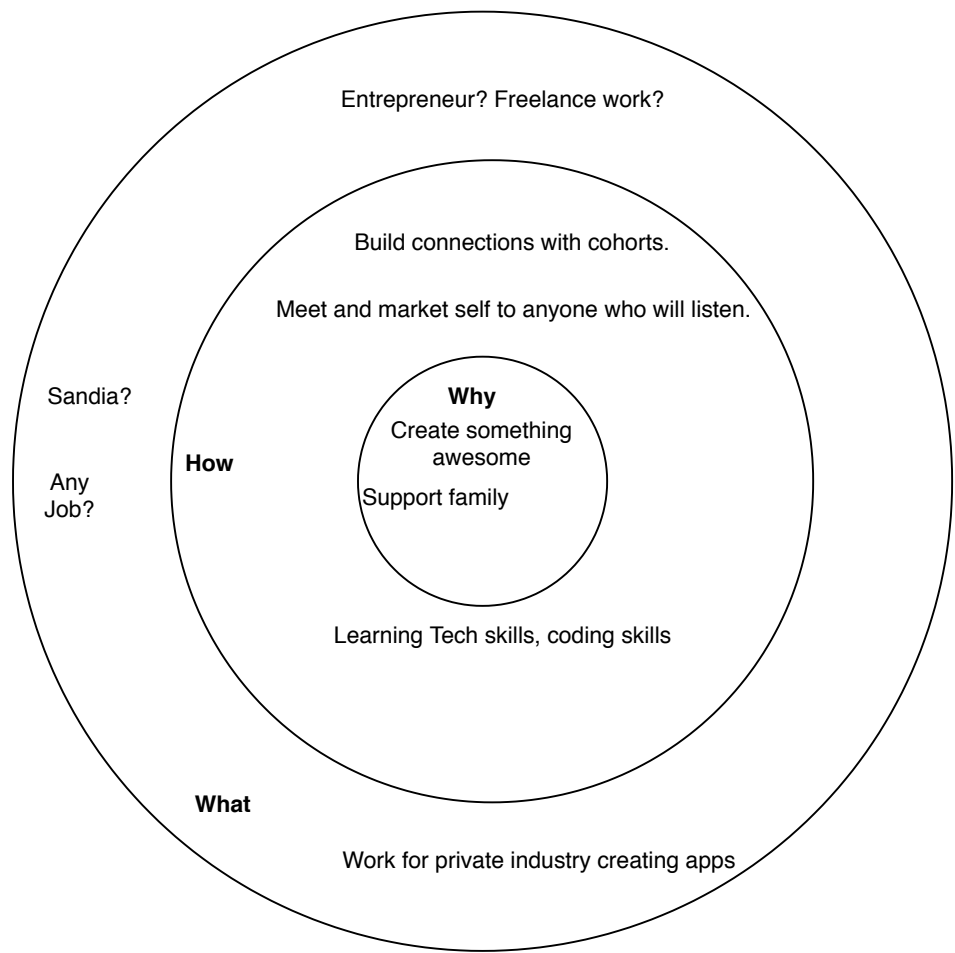 Entrepreneur? Freelance work?
Build connections with cohorts.
Meet and market self to anyone who will listen.
Sandia?
Why
Create something
awesome
How
Any
Job?
Support family
Learning Tech skills, coding skills
What
Work for private industry creating apps